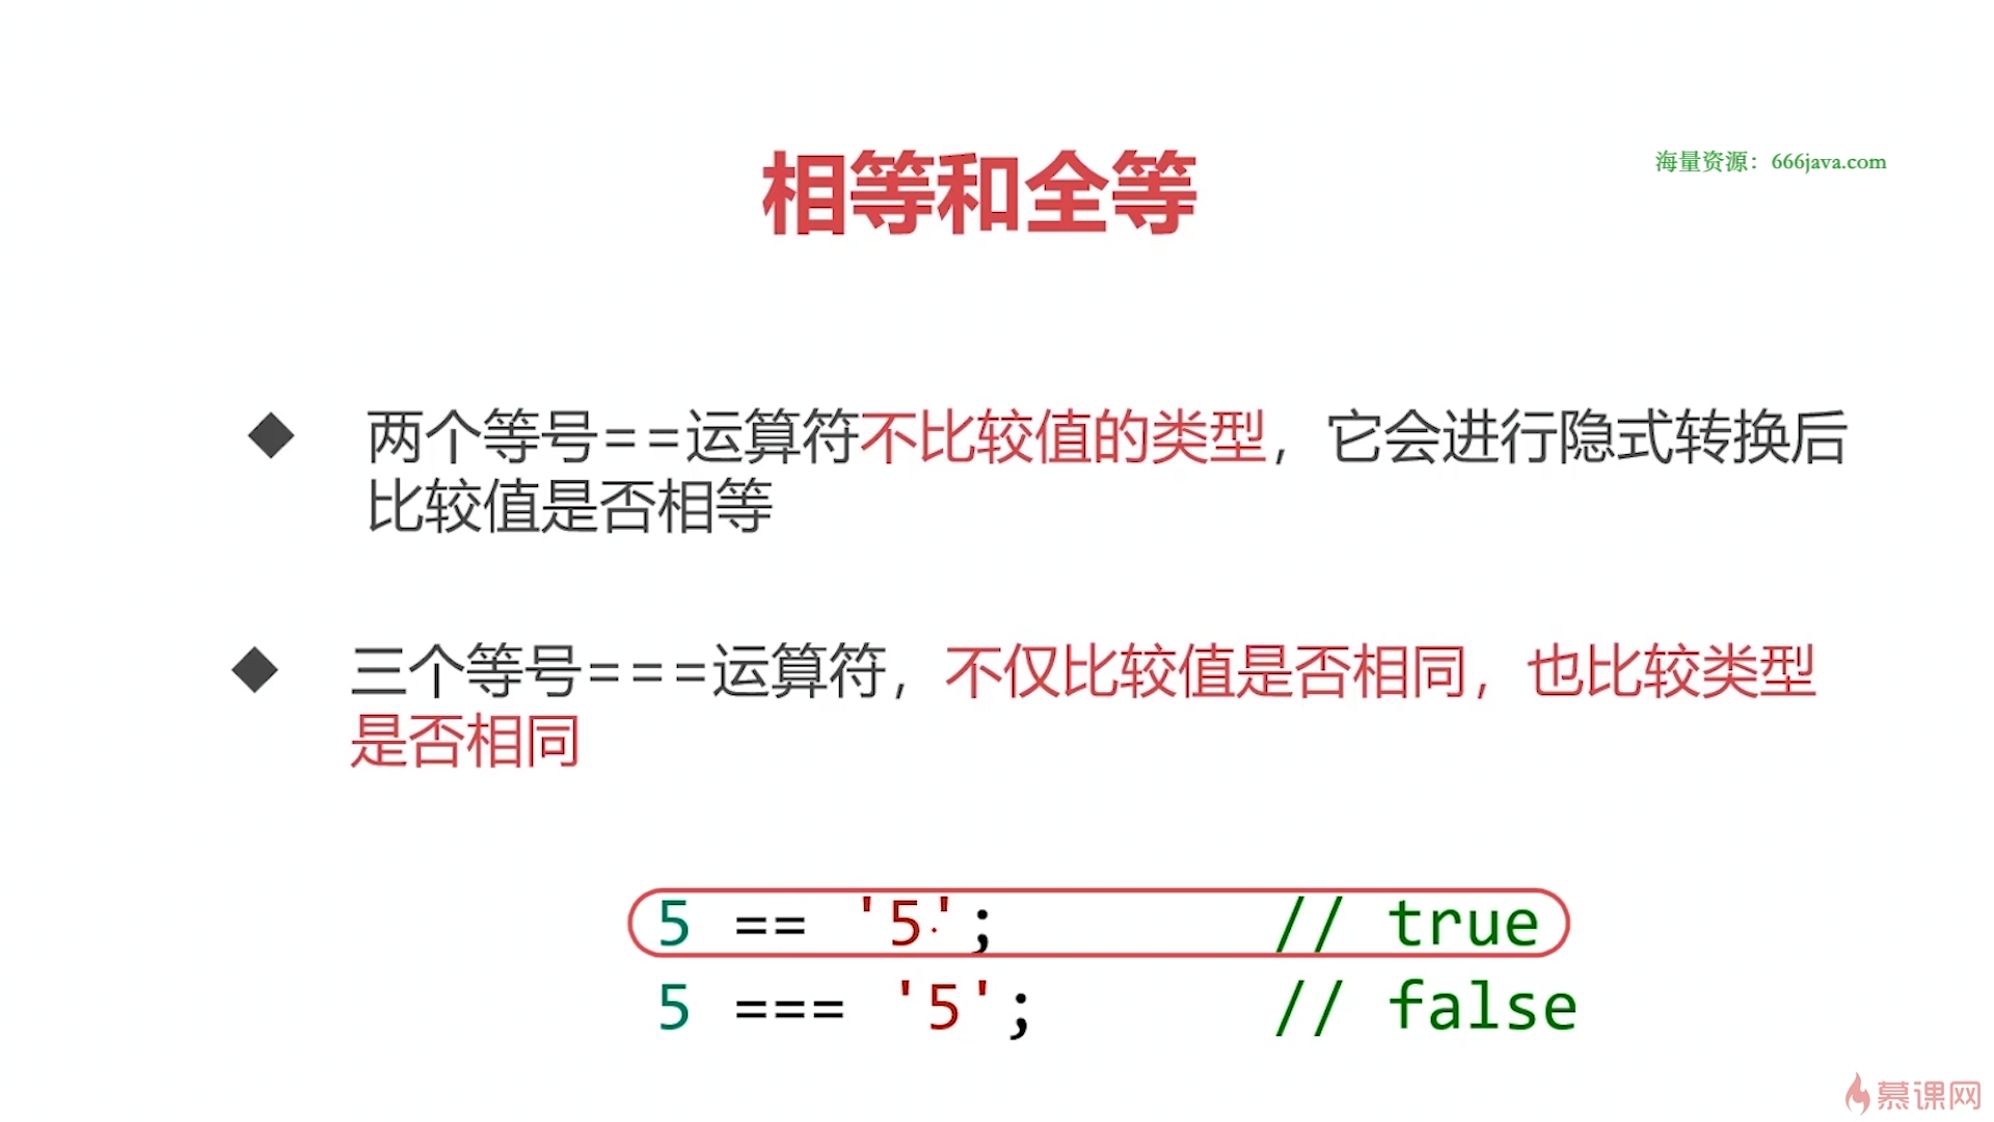 相等和全等
海量资源：666java.com
两个等号==运算符不比较值的类型，它会进行隐式转换后
比较值是否相等
三个等号===运算符，不仅比较值是否相同，也比较类型
是否相同
5 == '5'; // true
5 === '5'; // false
慕课网